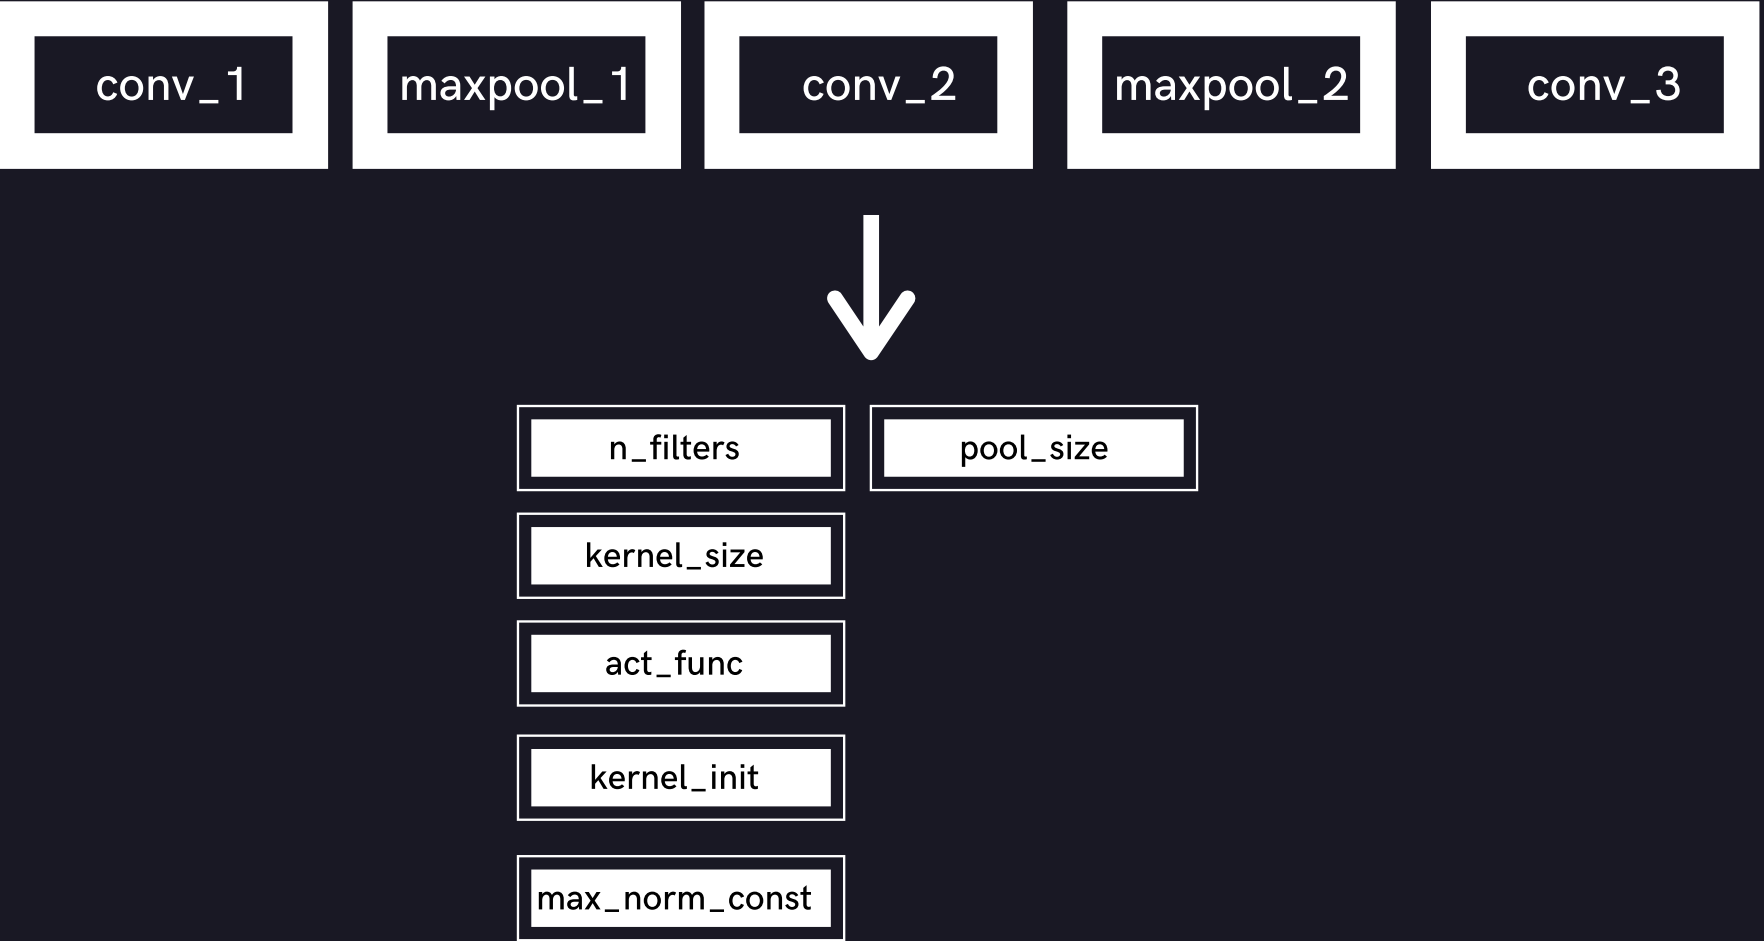 conv_1 maxpool_1 conv_2 maxpool_2 conv_3
n_filters pool_size
kernel_size
act_func
kernel_init
max_norm_const